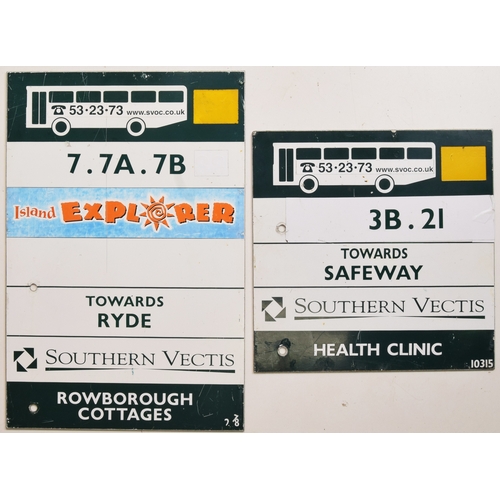 ☎ 53·23·73 www.svoc.co.uk
7.7A.7B
Island EXPLORER
TOWARDS
RYDE
SOUTHERN VECTIS
ROWBOROUGH
COTTAGES
☎ 53·23·73 www.svoc.co.uk
3B.21
TOWARDS
SAFEWAY
SOUTHERN VECTIS
HEALTH CLINIC
10315